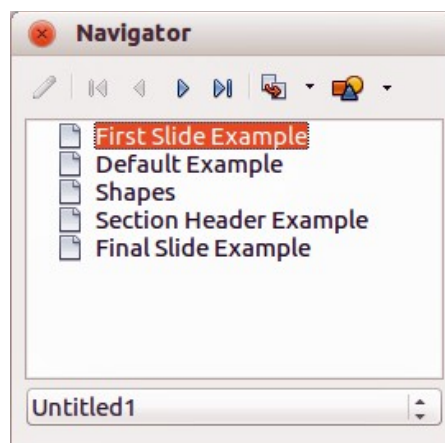 Navigator
First Slide Example
Default Example
Shapes
Section Header Example
Final Slide Example
Untitled1